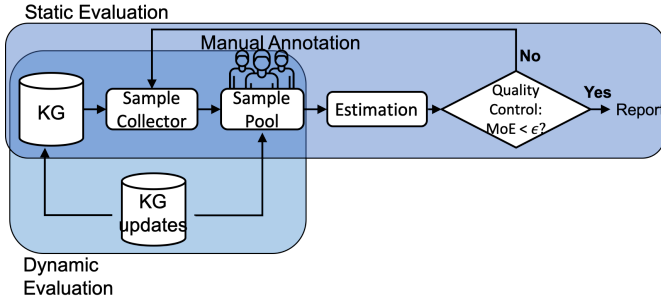 Static Evaluation
Manual Annotation
No
KG
Sample
Collector
Sample
Pool
Estimation
Quality
Control:
MoE < ϵ?
Yes
Report
KG
updates
Dynamic
Evaluation